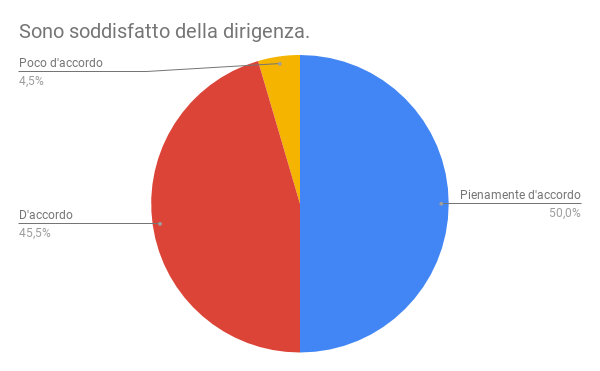 Sono soddisfatto della dirigenza.
Poco d'accordo
4,5%
Pienamente d'accordo
50,0%
D'accordo
45,5%